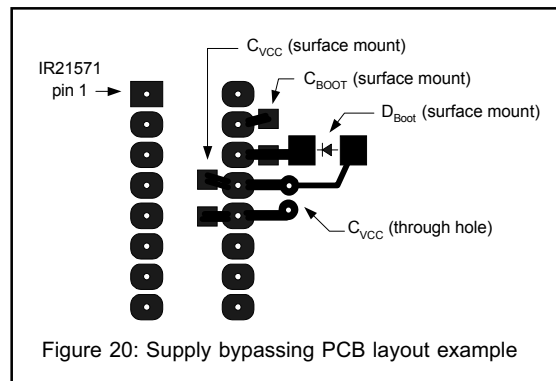 C_VCC (surface mount)
IR21571
pin 1
C_BOOT (surface mount)
D_Boot (surface mount)
C_VCC (through hole)
Figure 20: Supply bypassing PCB layout example